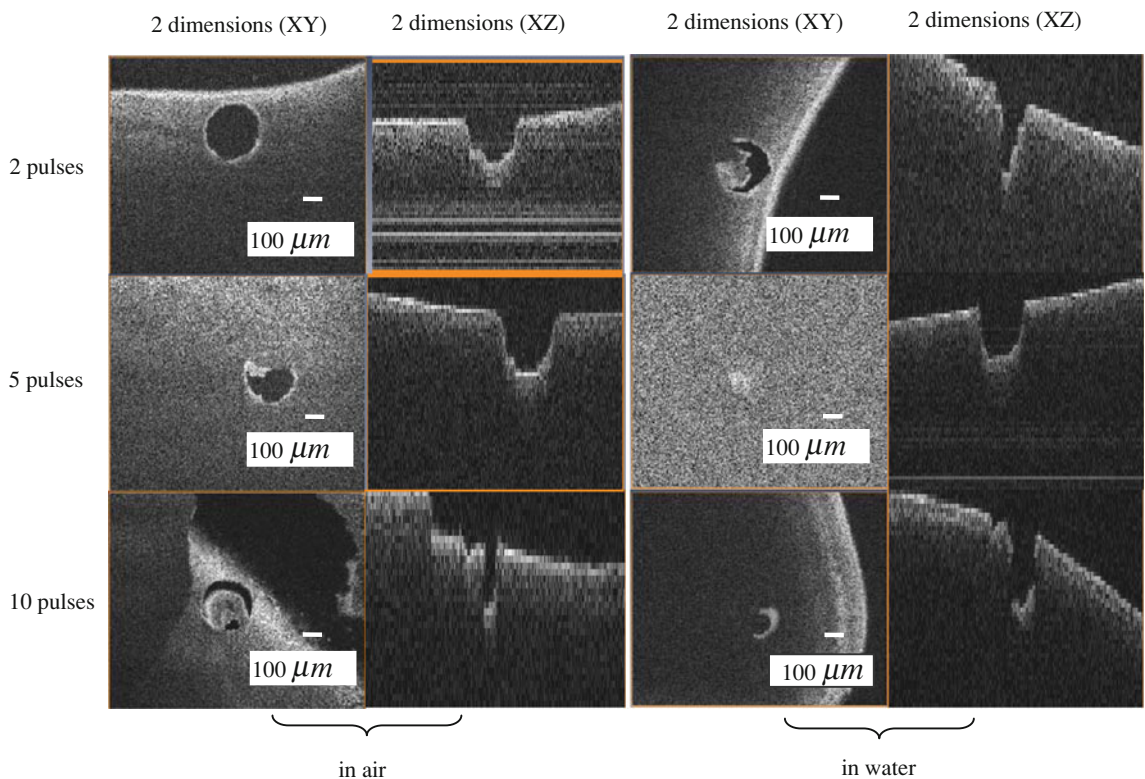 2 dimensions (XY) 2 dimensions (XZ) 2 dimensions (XY) 2 dimensions (XZ)
2 pulses
100 μm
100 μm
5 pulses
100 μm
100 μm
10 pulses
100 μm
100 μm
in air
in water